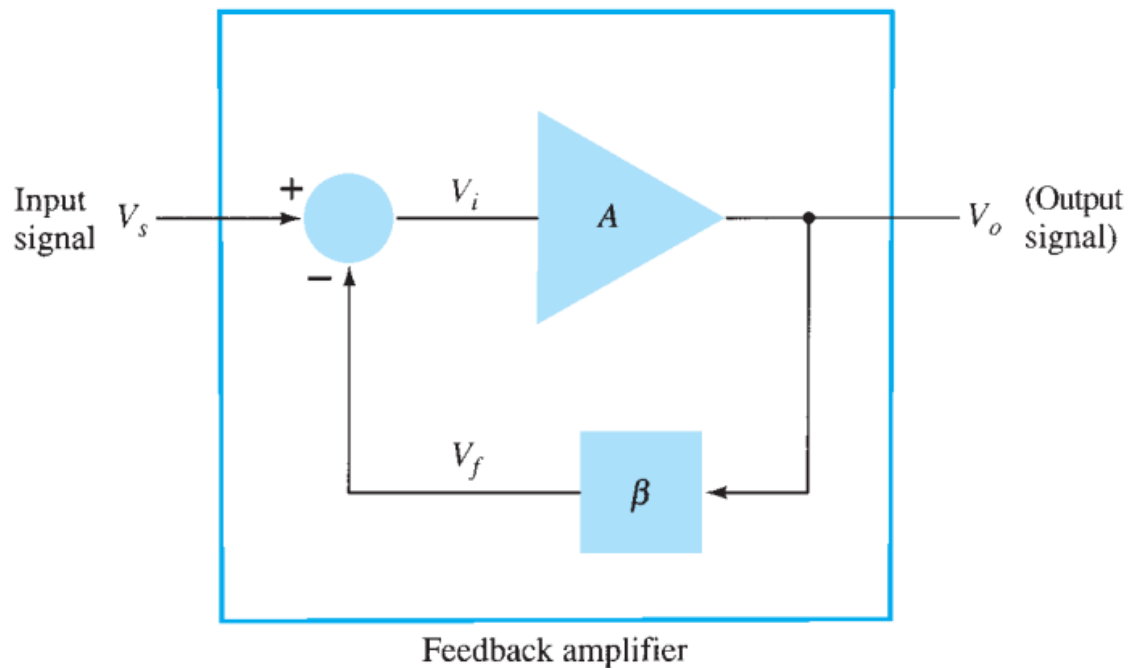 Input
signal
V_s
+
−
V_i
A
V_o
(Output
signal)
V_f
β
Feedback amplifier